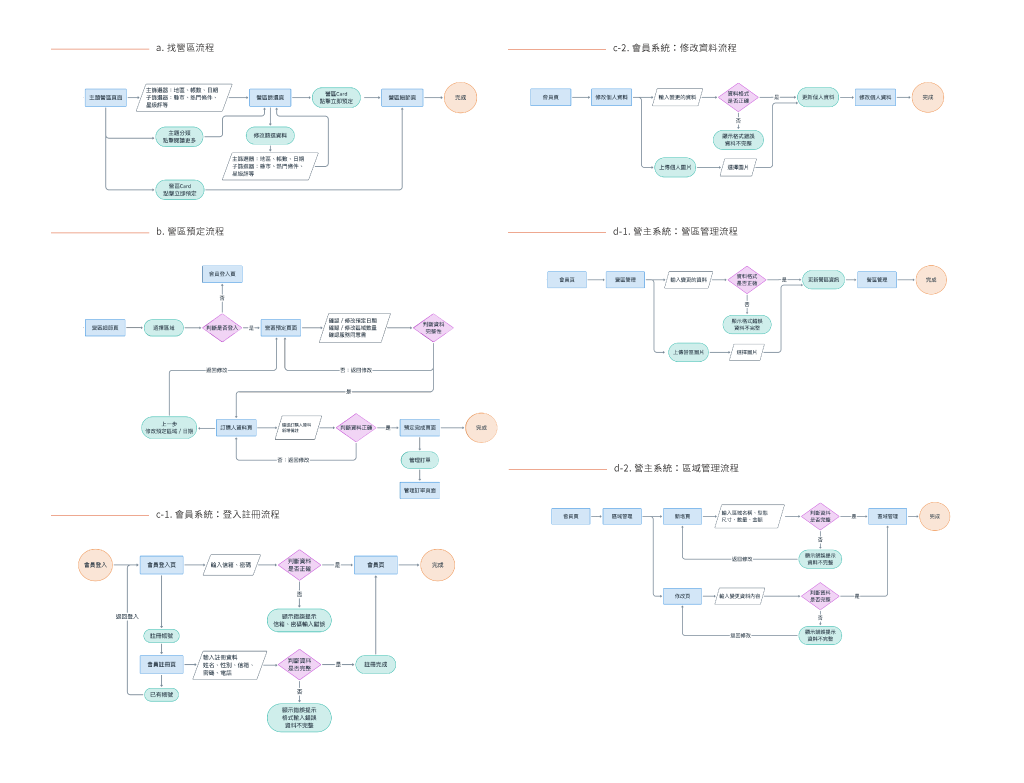 a. 找營區流程
主題營區頁面
主篩選器:地區、帳數、日期
子篩選器:縣市、熱門條件、
星級評等
營區篩選頁
營區Card
點擊立即預定
營區細節頁
完成
主題分類
點擊閱讀更多
修改篩選資料
主篩選器:地區、帳數、日期
子篩選器:縣市、熱門條件、
星級評等
營區Card
點擊立即預定
b. 營區預定流程
會員登入頁
否
營區細節頁
選擇區域
判斷是否登入
是
營區預定頁面
確認 / 修改預定日期
確認 / 修改區域數量
確認服務同意書
判斷資料
完整性
返回修改
否:返回修改
是
上一步
修改預定區域 / 日期
訂購人資料頁
判斷資料正確
是
預定完成頁面
完成
否:返回修改
管理訂單
管理訂單頁面
c-1. 會員系統:登入註冊流程
會員登入
會員登入頁
輸入信箱、密碼
判斷資料
是否正確
是
會員頁
完成
否
返回登入
顯示錯誤提示
信箱、密碼輸入錯誤
註冊帳號
會員註冊頁
輸入註冊資料
姓名、性別、信箱、
密碼、電話
判斷資料
是否完整
是
註冊完成
否
已有帳號
顯示錯誤提示
格式輸入錯誤
資料不完整
c-2. 會員系統:修改資料流程
會員頁
修改個人資料
輸入變更的資料
資料格式
是否正確
是
更新個人資料
修改個人資料
完成
否
顯示格式錯誤
資料不完整
上傳個人圖片
選擇圖片
d-1. 營主系統:營區管理流程
會員頁
營區管理
輸入變更的資料
資料格式
是否正確
是
更新營區資訊
營區管理
完成
否
顯示格式錯誤
資料不完整
上傳營區圖片
選擇圖片
d-2. 營主系統:區域管理流程
會員頁
區域管理
新增頁
輸入區域名稱、型態
尺寸、數量、金額
判斷資料
是否完整
是
區域管理
完成
否
返回修改
顯示錯誤提示
資料不完整
修改頁
輸入變更資料內容
判斷資料
是否完整
是
否
返回修改
顯示錯誤提示
資料不完整